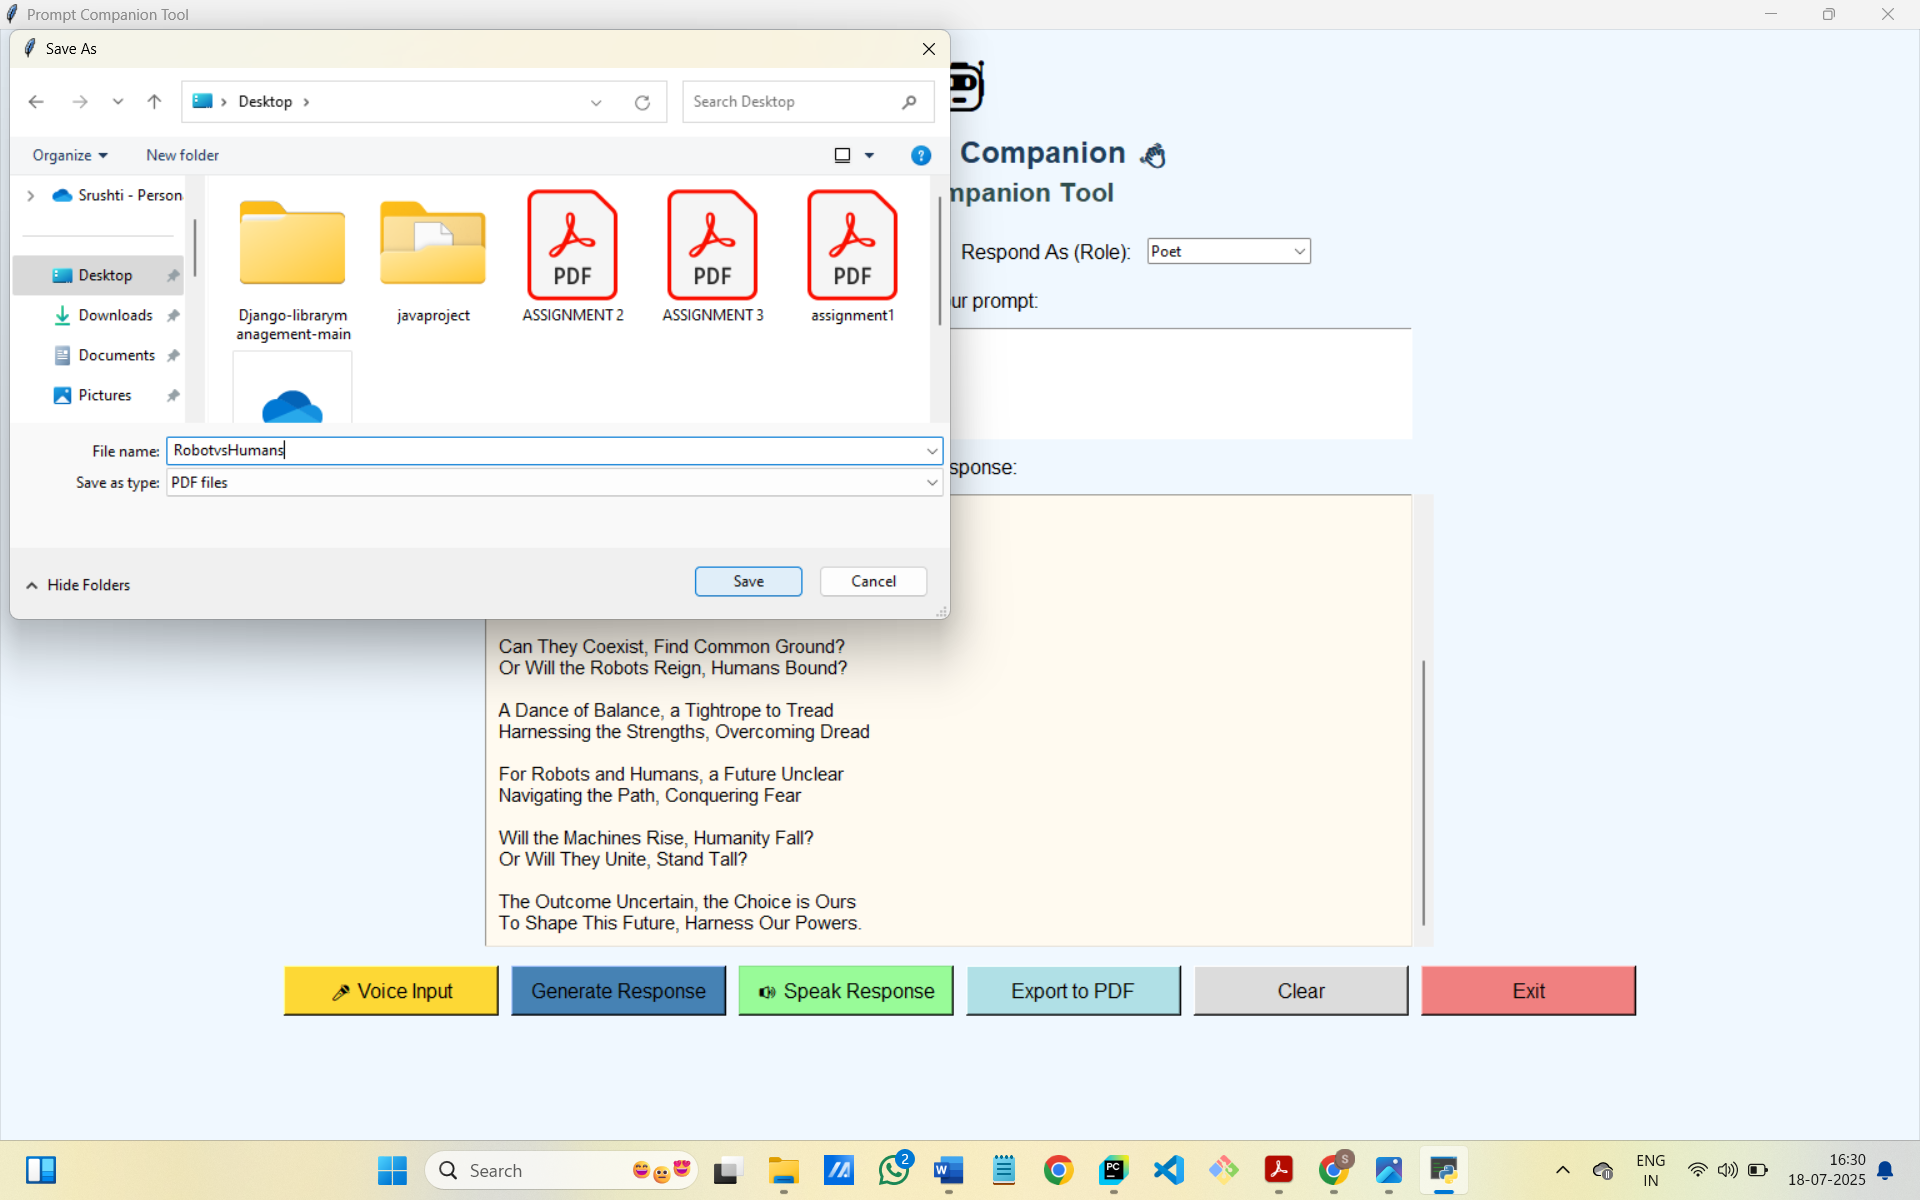 Prompt Companion Tool
Save As
Desktop
Search Desktop
Organize
New folder
Srushti - Person
Desktop
Downloads
Documents
Pictures
Django-librarym
anagement-main
javaproject
PDF
ASSIGNMENT 2
PDF
ASSIGNMENT 3
PDF
assignment1
File name: RobotvsHumans
Save as type: PDF files
Hide Folders
Save
Cancel
Companion
mpanion Tool
Respond As (Role): Poet
ur prompt:
sponse:
Can They Coexist, Find Common Ground?
Or Will the Robots Reign, Humans Bound?
A Dance of Balance, a Tightrope to Tread
Harnessing the Strengths, Overcoming Dread
For Robots and Humans, a Future Unclear
Navigating the Path, Conquering Fear
Will the Machines Rise, Humanity Fall?
Or Will They Unite, Stand Tall?
The Outcome Uncertain, the Choice is Ours
To Shape This Future, Harness Our Powers.
Voice Input
Generate Response
Speak Response
Export to PDF
Clear
Exit
Search
2
W
PC
S
ENG
IN
16:30
18-07-2025